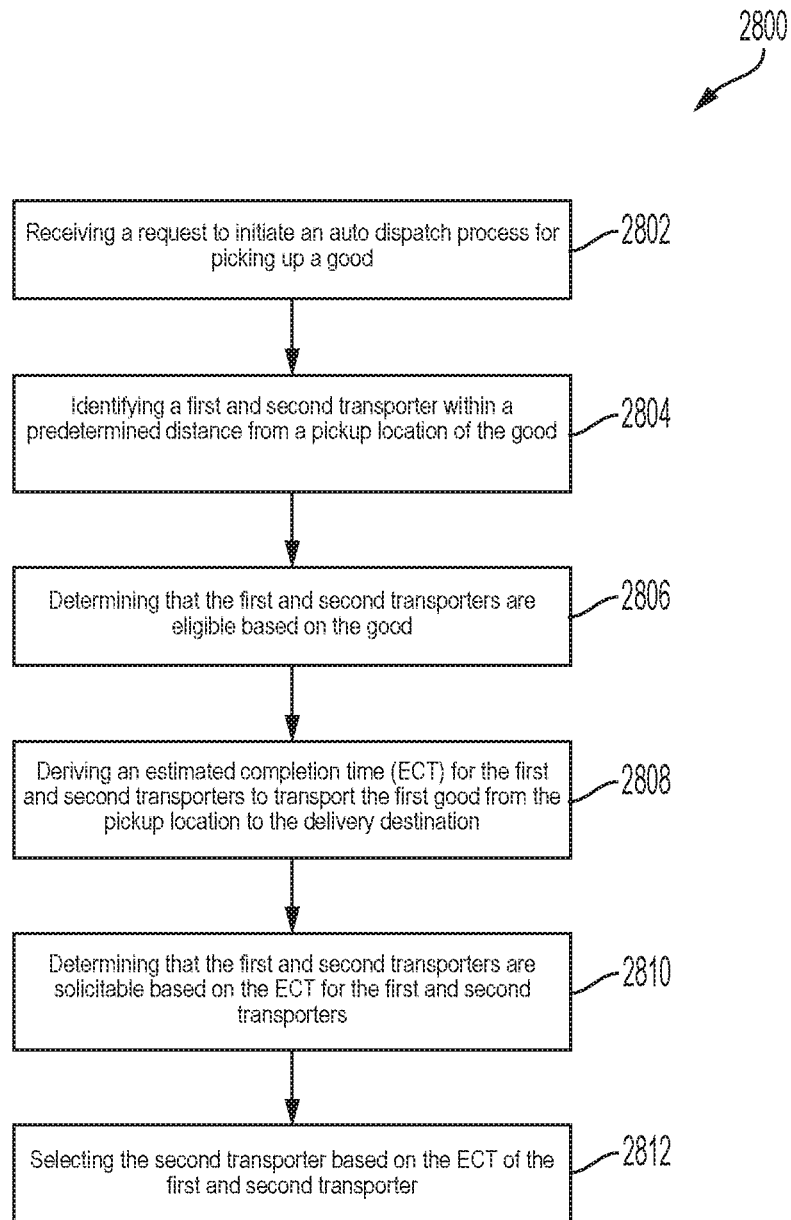 2800
Receiving a request to initiate an auto dispatch process for
picking up a good
2802
Identifying a first and second transporter within a
predetermined distance from a pickup location of the good
2804
Determining that the first and second transporters are
eligible based on the good
2806
Deriving an estimated completion time (ECT) for the first
and second transporters to transport the first good from the
pickup location to the delivery destination
2808
Determining that the first and second transporters are
solicitable based on the ECT for the first and second
transporters
2810
Selecting the second transporter based on the ECT of the
first and second transporter
2812